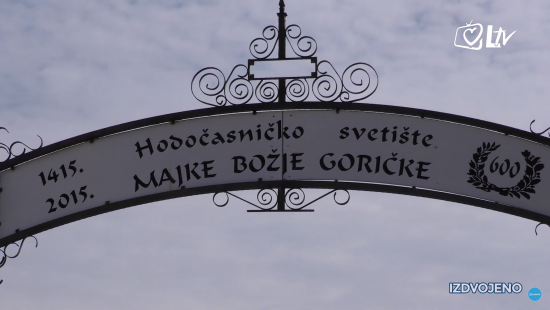 Ltv
1415.
2015.
Hodočasničko svetište
MAJKE BOŽJE GORIČKE
600
IZDVOJENO